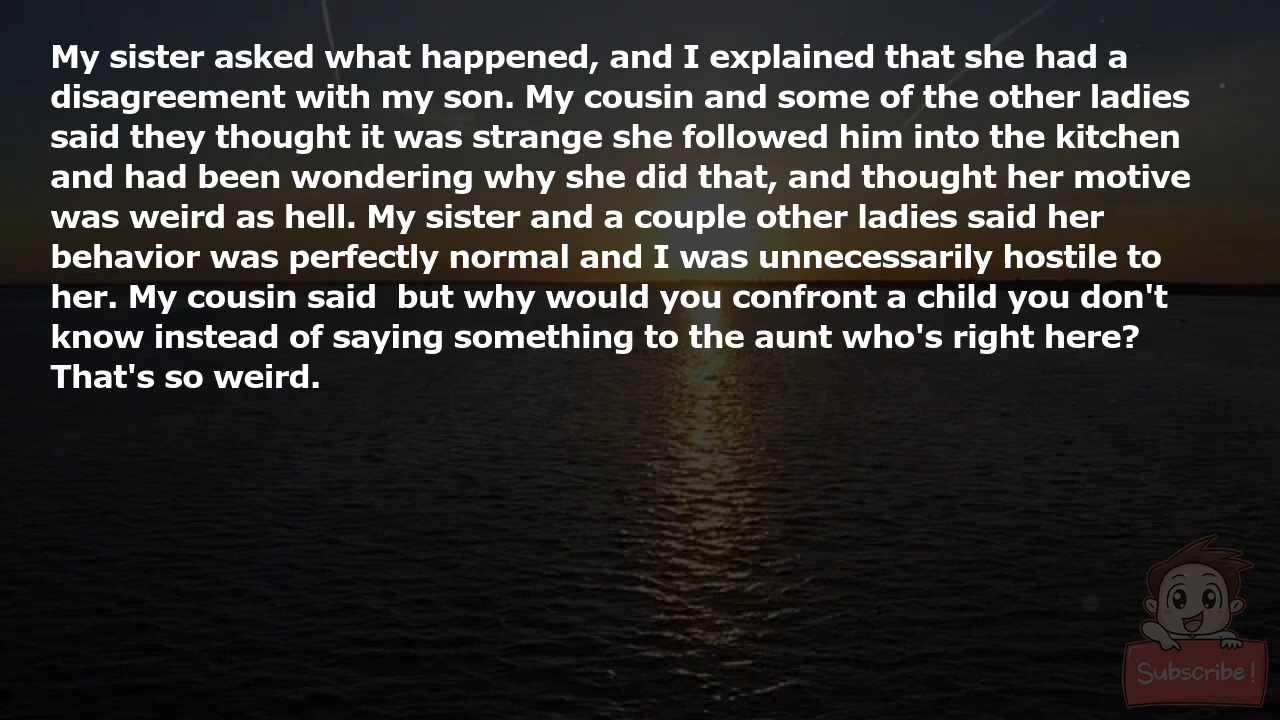 My sister asked what happened, and I explained that she had a
disagreement with my son. My cousin and some of the other ladies
said they thought it was strange she followed him into the kitchen
and had been wondering why she did that, and thought her motive
was weird as hell. My sister and a couple other ladies said her
behavior was perfectly normal and I was unnecessarily hostile to
her. My cousin said  but why would you confront a child you don't
know instead of saying something to the aunt who's right here?
That's so weird.
Subscribe!